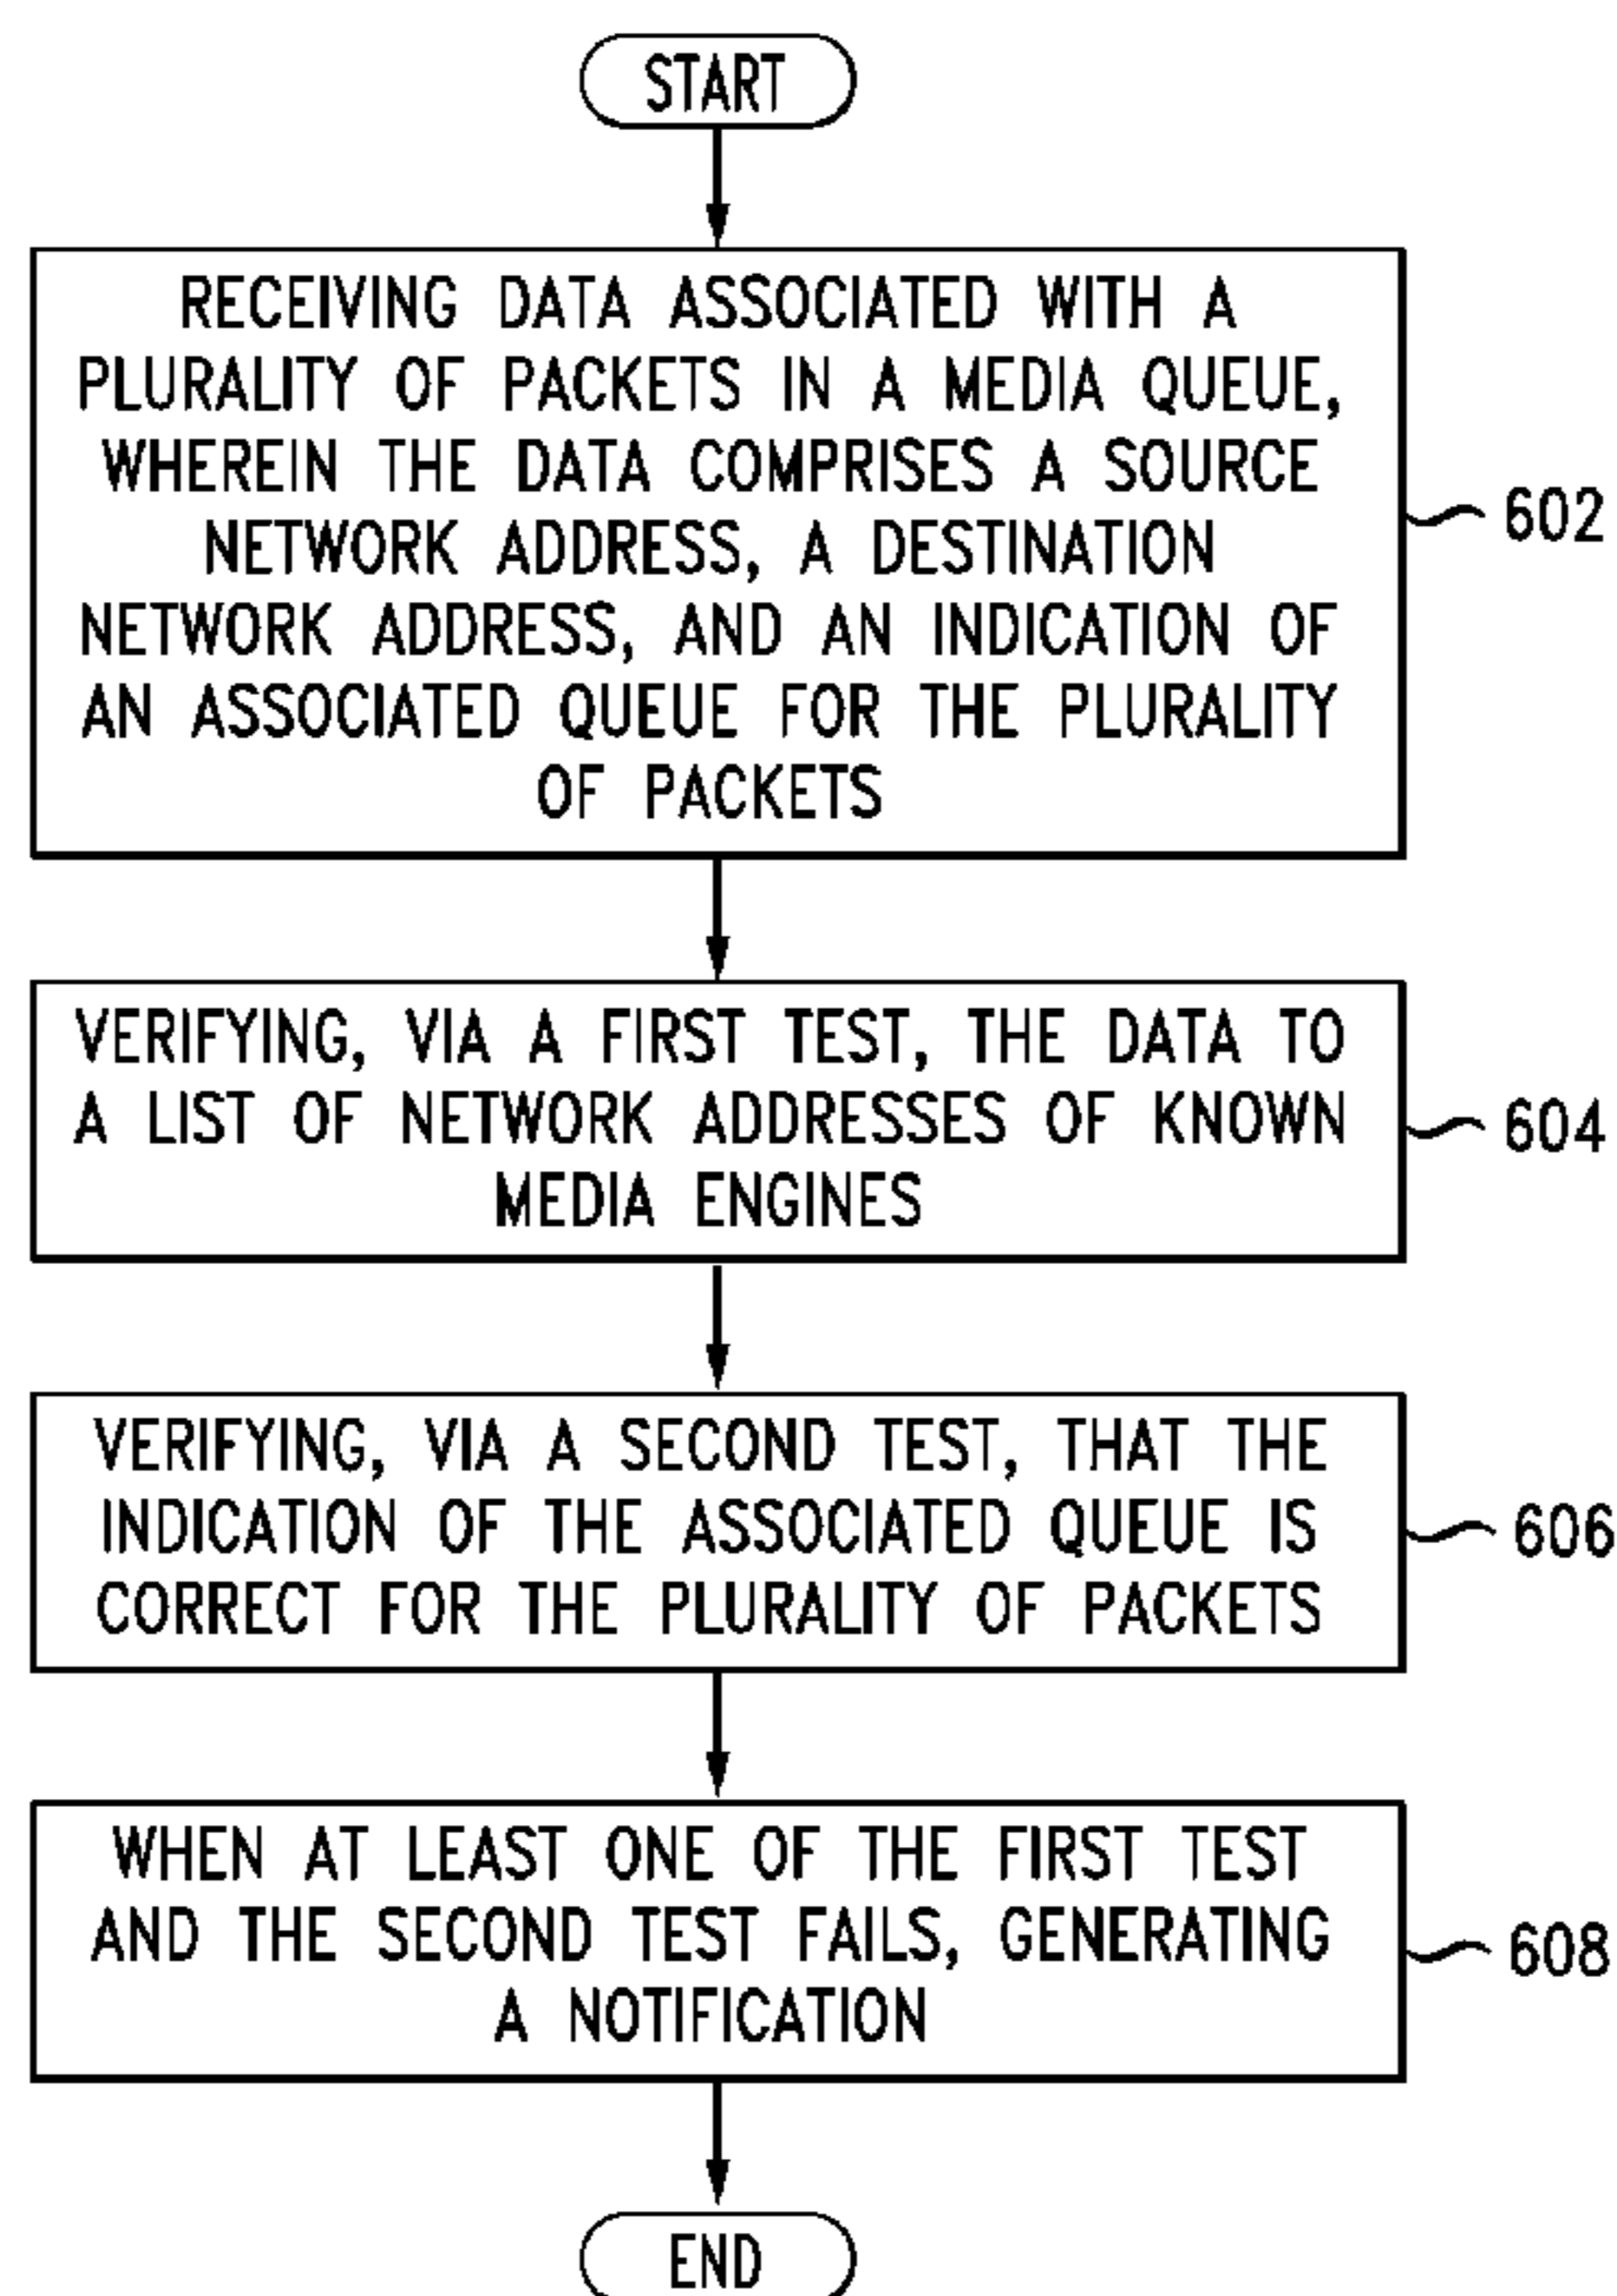 START
RECEIVING DATA ASSOCIATED WITH A
PLURALITY OF PACKETS IN A MEDIA QUEUE,
WHEREIN THE DATA COMPRISES A SOURCE
NETWORK ADDRESS, A DESTINATION
NETWORK ADDRESS, AND AN INDICATION OF
AN ASSOCIATED QUEUE FOR THE PLURALITY
OF PACKETS
602
VERIFYING, VIA A FIRST TEST, THE DATA TO
A LIST OF NETWORK ADDRESSES OF KNOWN
MEDIA ENGINES
604
VERIFYING, VIA A SECOND TEST, THAT THE
INDICATION OF THE ASSOCIATED QUEUE IS
CORRECT FOR THE PLURALITY OF PACKETS
606
WHEN AT LEAST ONE OF THE FIRST TEST
AND THE SECOND TEST FAILS, GENERATING
A NOTIFICATION
608
END